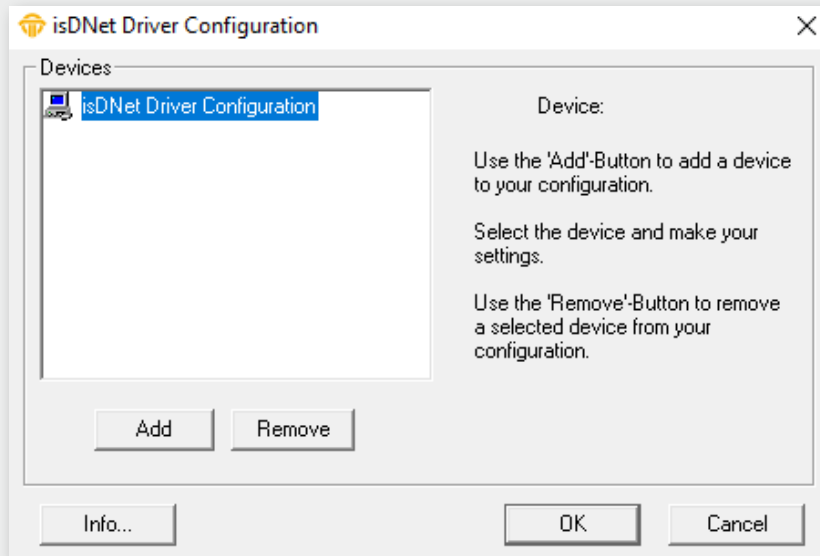 isDNet Driver Configuration
Devices
isDNet Driver Configuration
Device:
Use the 'Add'-Button to add a device
to your configuration.
Select the device and make your
settings.
Use the 'Remove'-Button to remove
a selected device from your
configuration.
Add
Remove
Info...
OK
Cancel